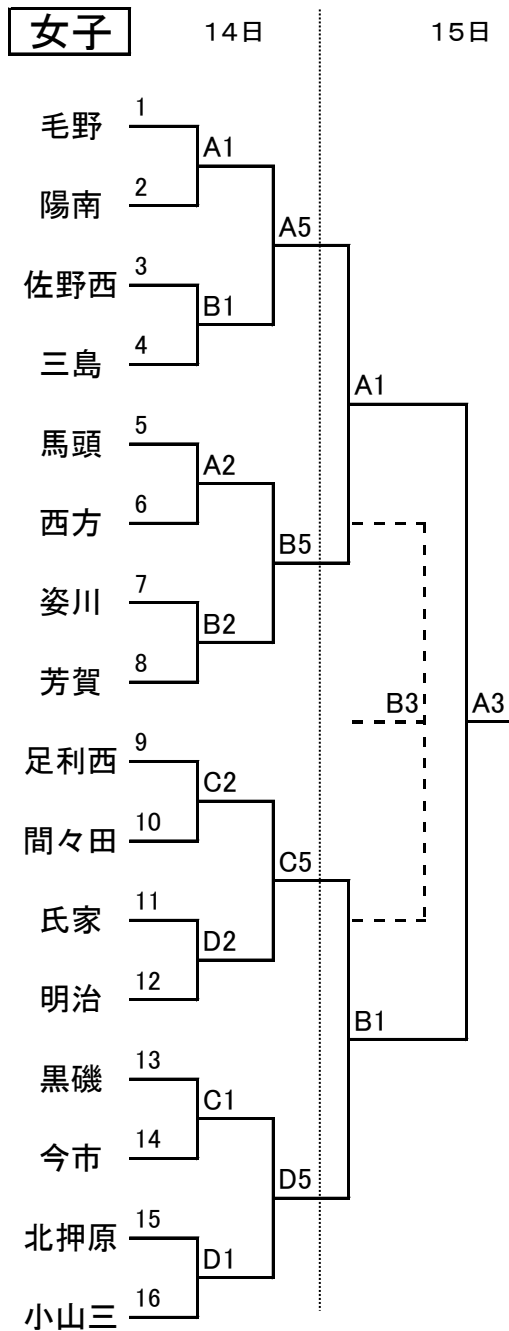 女子 14日 15日
1
毛野
A1
2
陽南
A5
3
佐野西
B1
4
三島
A1
5
馬頭
A2
6
西方
B5
7
姿川
B2
8
芳賀
B3 A3
9
足利西
C2
10
間々田
C5
11
氏家
D2
12
明治
B1
13
黒磯
C1
14
今市
D5
15
北押原
D1
16
小山三